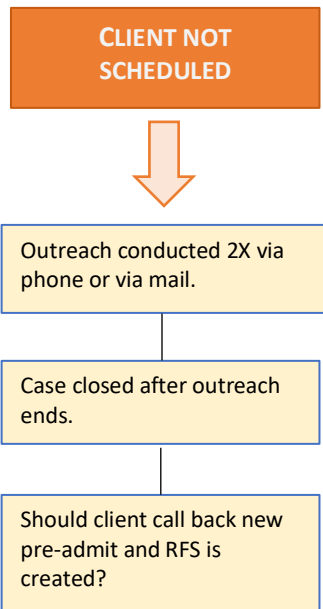 CLIENT NOT
SCHEDULED
Outreach conducted 2X via
phone or via mail.
Case closed after outreach
ends.
Should client call back new
pre-admit and RFS is
created?